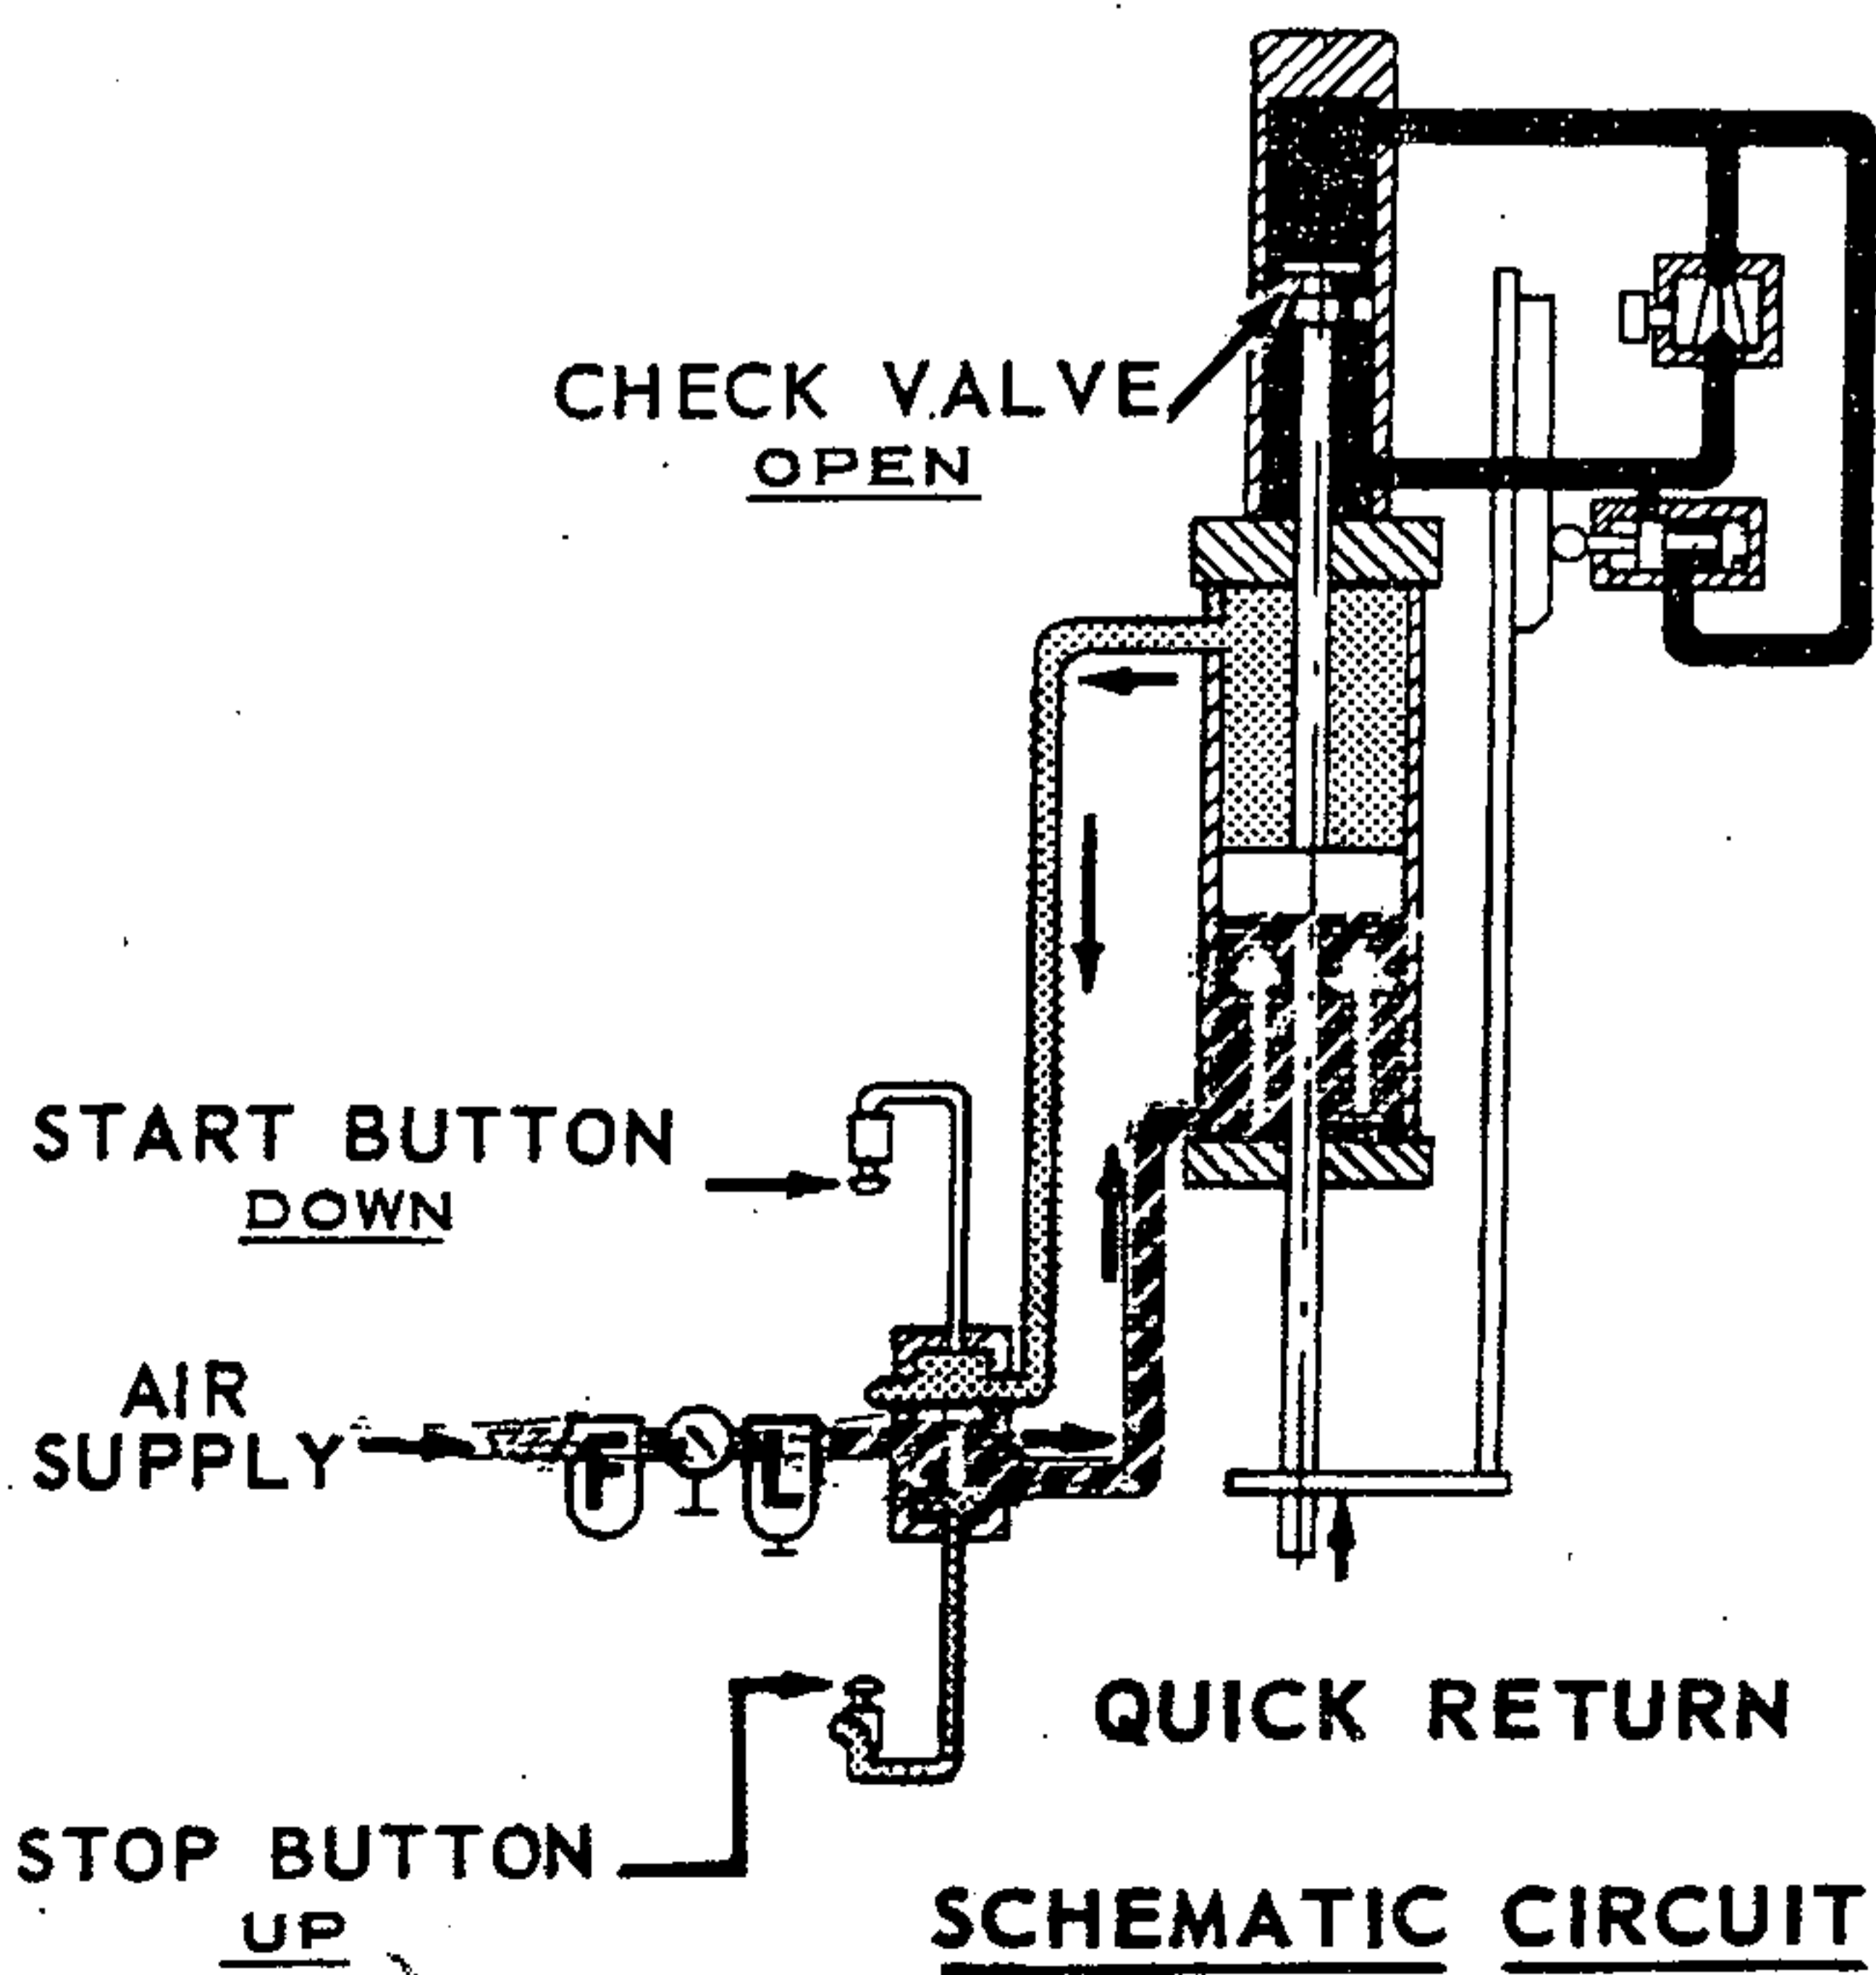 CHECK VALVE
OPEN
START BUTTON
DOWN
AIR
SUPPLY
F
L
STOP BUTTON
UP
QUICK RETURN
SCHEMATIC CIRCUIT